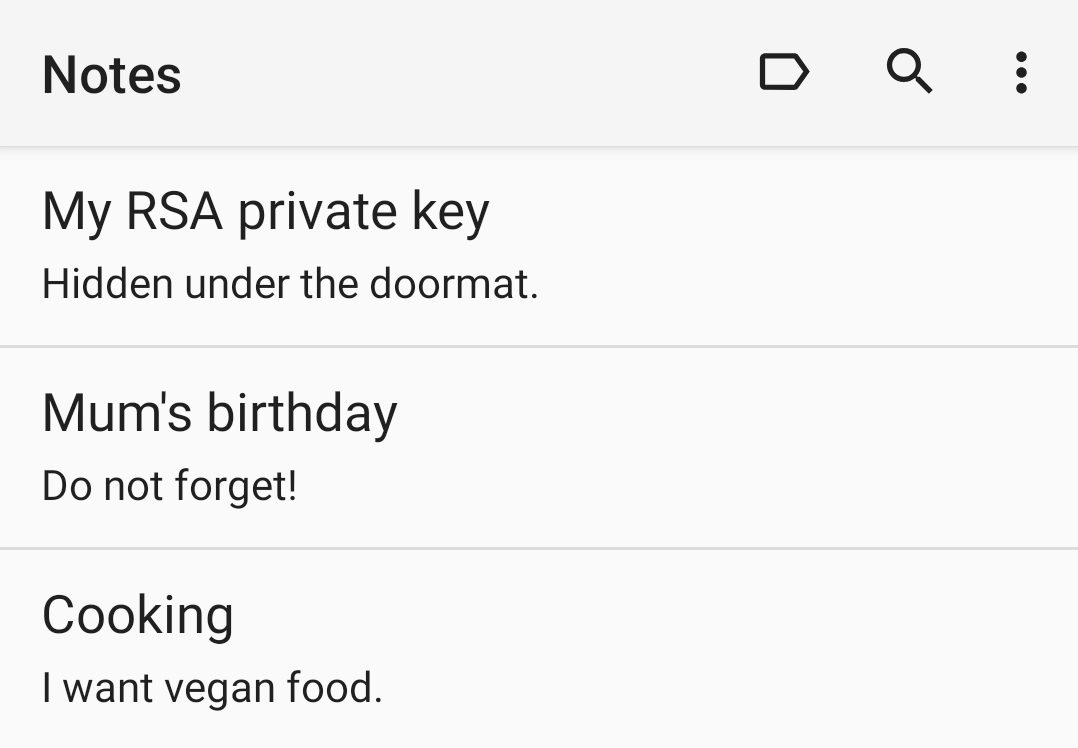 Notes
My RSA private key
Hidden under the doormat.
Mum's birthday
Do not forget!
Cooking
I want vegan food.